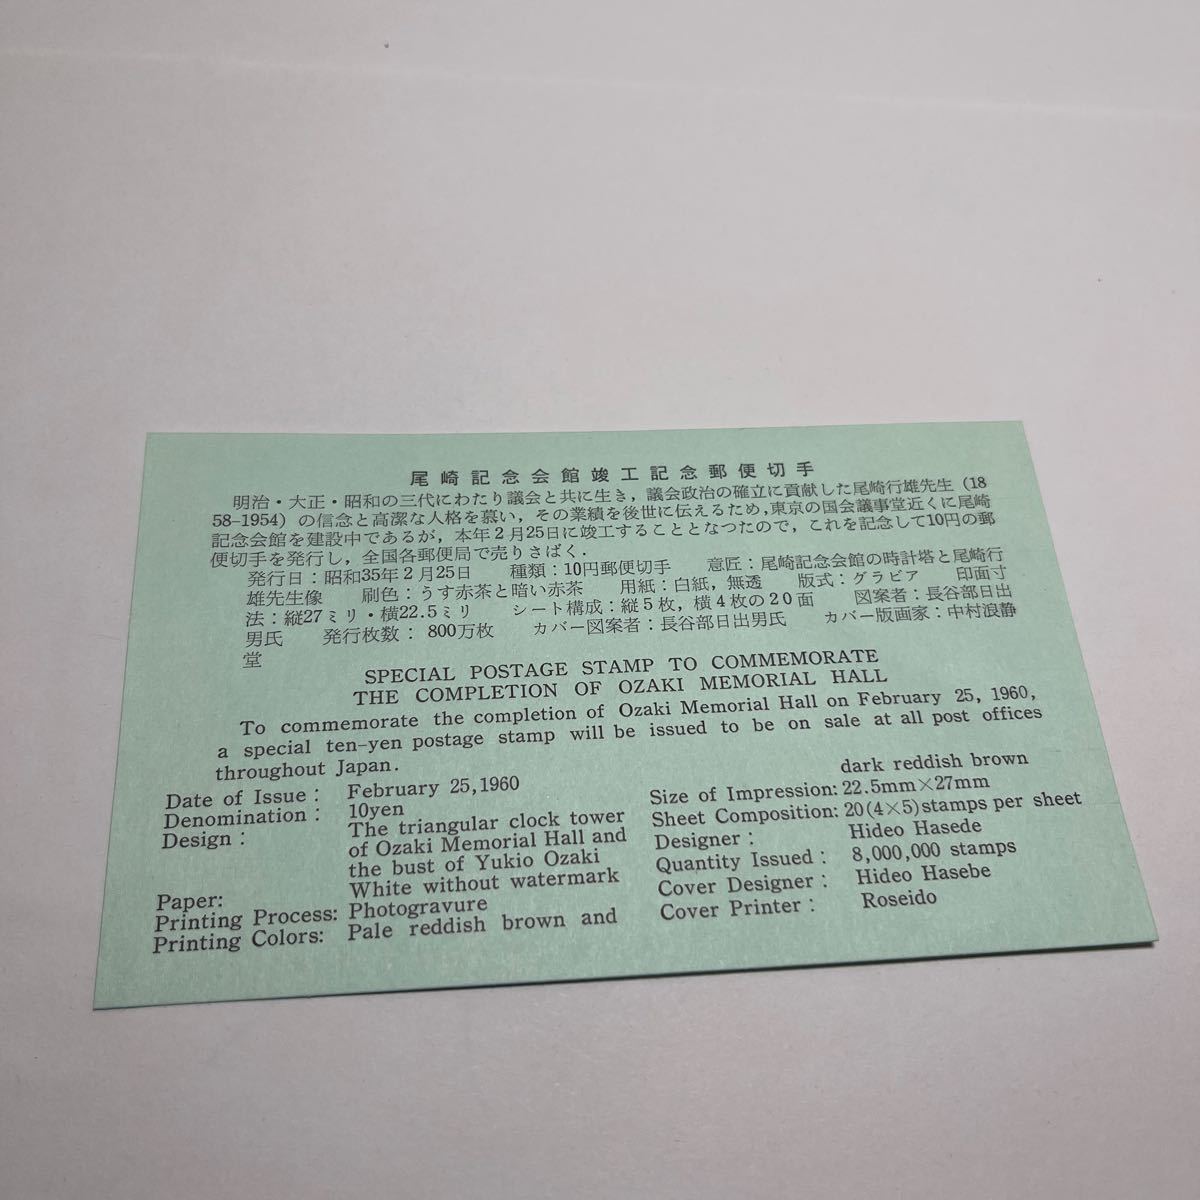 尾崎記念会館竣工記念郵便切手
明治・大正・昭和の三代にわたり議会と共に生き，議会政治の確立に貢献した尾崎行雄先生（18
58–1954）の信念と高潔な人格を慕い，その業績を後世に伝えるため，東京の国会議事堂近くに尾崎
記念会館を建設中であるが，本年2月25日に竣工することとなつたので，これを記念して10円の郵
便切手を発行し，全国各郵便局で売りさばく．
発行日：昭和35年2月25日　種類：10円郵便切手　意匠：尾崎記念会館の時計塔と尾崎行
雄先生像　刷色：うす赤茶と暗い赤茶　用紙：白紙，無透　版式：グラビア　印面寸
法：縦27ミリ・横22.5ミリ　シート構成：縦5枚，横4枚の20面　図案者：長谷部日出
男氏　発行枚数：800万枚　カバー図案者：長谷部日出男氏　カバー版画家：中村浪静
堂
SPECIAL POSTAGE STAMP TO COMMEMORATE
THE COMPLETION OF OZAKI MEMORIAL HALL
To commemorate the completion of Ozaki Memorial Hall on February 25, 1960,
a special ten-yen postage stamp will be issued to be on sale at all post offices
throughout Japan.
Date of Issue: February 25,1960
Denomination: 10yen
Design: The triangular clock tower
of Ozaki Memorial Hall and
the bust of Yukio Ozaki
Paper: White without watermark
Printing Process: Photogravure
Printing Colors: Pale reddish brown and
dark reddish brown
Size of Impression: 22.5mm×27mm
Sheet Composition: 20(4×5)stamps per sheet
Designer: Hideo Hasede
Quantity Issued: 8,000,000 stamps
Cover Designer: Hideo Hasebe
Cover Printer: Roseido